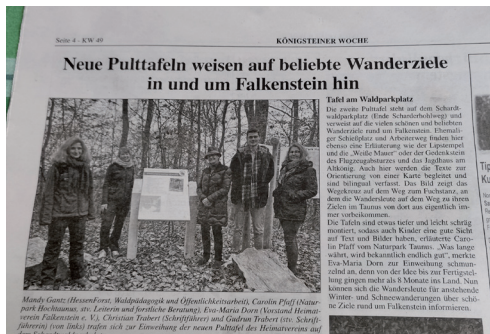 Seite 4 - KW 49
KÖNIGSTEINER WOCHE
Neue Pulttafeln weisen auf beliebte Wanderziele
in und um Falkenstein hin
Tafel am Waldparkplatz
Die zweite Pulttafel steht auf dem Schardt-
waldparkplatz (Ende Schardterhohlweg) und
verweist auf die vielen schönen und beliebten
Wanderziele rund um Falkenstein. Ehemali-
ger Schießplatz und Arbeiterweg finden hier
ebenso eine Erläuterung wie der Lipstempel
und die „Weiße Mauer“ oder der Gedenkstein
des Flugzeugabsturzes und das Jagdhaus am
Altkönig. Auch hier werden die Texte zur
Orientierung von einer Karte begleitet und
sind bilingual verfasst. Das Bild zeigt das
Wegekreuz auf dem Weg zum Fuchstanz, an
dem die Wandersleute auf dem Weg zu ihren
Zielen im Taunus von dort aus eigentlich im-
mer vorbeikommen.
Die Tafeln sind etwas tiefer und leicht schräg
montiert, sodass auch Kinder eine gute Sicht
auf Text und Bilder haben, erläuterte Caro-
lin Pfaff vom Naturpark Taunus. „Was lange
währt, wird bekanntlich endlich gut“, merkte
Eva-Maria Dorn zur Einweihung schmun-
zelnd an, denn von der Idee bis zur Fertigstel-
lung gingen mehr als 8 Monate ins Land. Nun
können sich die Wandersleute für anstehende
Winter- und Schneewanderungen über schö-
ne Ziele rund um Falkenstein informieren.
Mandy Gantz (HessenForst, Waldpädagogik und Öffentlichkeitsarbeit), Carolin Pfaff (Natur-
park Hochtaunus, stv. Leiterin und forstliche Beratung), Eva-Maria Dorn (Vorstand Heimat-
verein Falkenstein e. V.), Christian Trabert (Schriftführer) und Gudrun Trabert (stv. Schrift-
führerin) (von links) trafen sich zur Einweihung der neuen Pulttafel des Heimatvereins auf
Tip
Ku